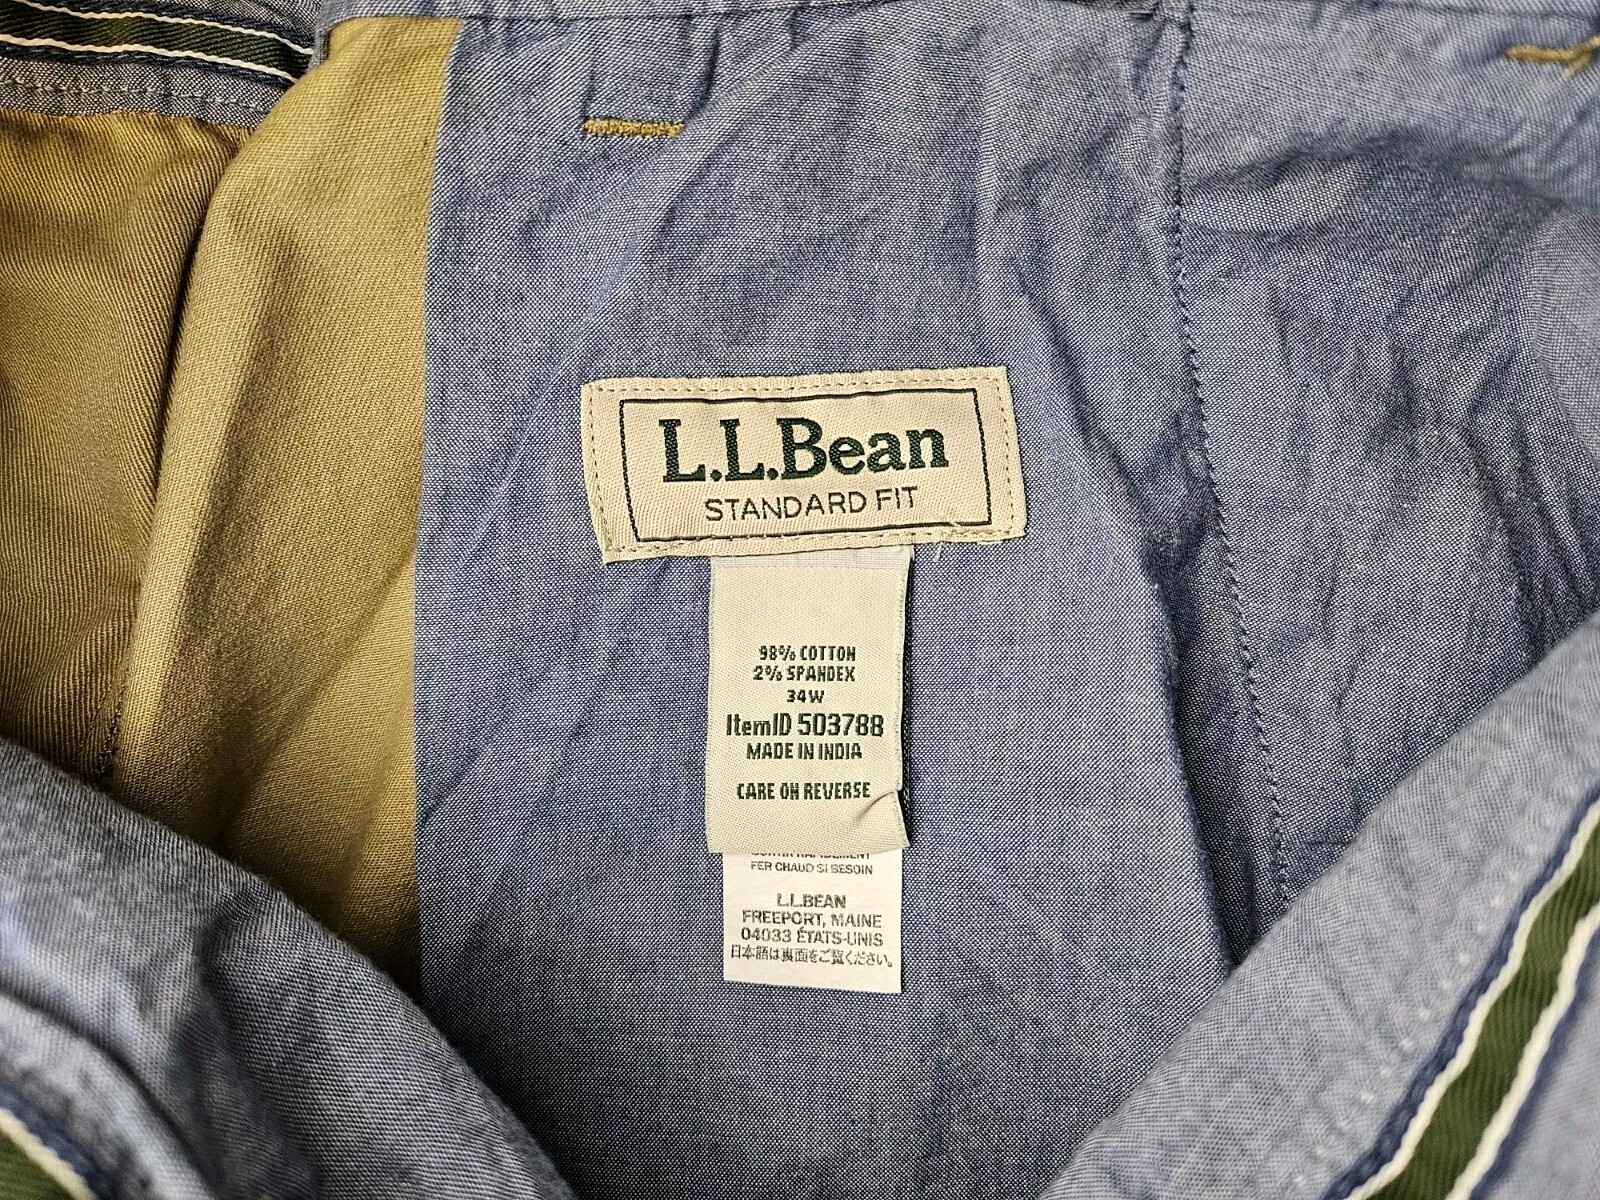 L.L.Bean
STANDARD FIT
98% COTTON
2% SPANDEX
34W
ItemID 503788
MADE IN INDIA
CARE ON REVERSE
FER CHAUD SI BESOIN
L.L.BEAN
FREEPORT, MAINE
04033 ÉTATS-UNIS
日本語は裏面をご覧ください。